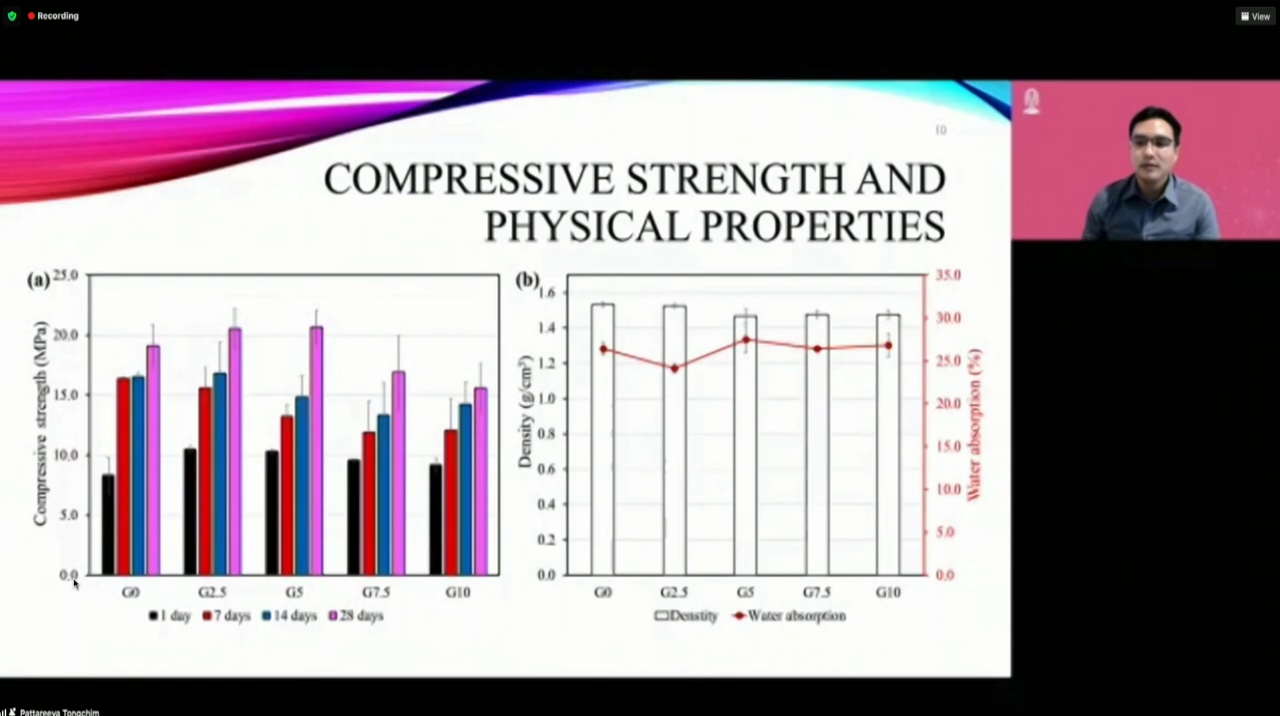 Recording
View
10
COMPRESSIVE STRENGTH AND
PHYSICAL PROPERTIES
(a)
25.0
20.0
15.0
10.0
5.0
0.0
Compressive strength (MPa)
G0 G2.5 G5 G7.5 G10
1 day 7 days 14 days 28 days
(b)
1.6
1.4
1.2
1.0
0.8
0.6
0.4
0.2
0.0
Density (g/cm³)
35.0
30.0
25.0
20.0
15.0
10.0
5.0
0.0
Water absorption (%)
G0 G2.5 G5 G7.5 G10
Denstity Water absorption
Pattareeya Tongchim